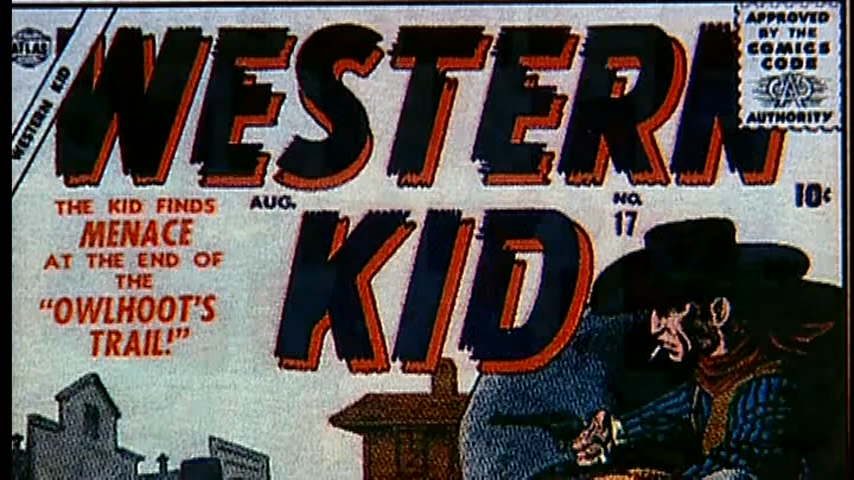 ATLAS
WESTERN KID
WESTERN
KID
APPROVED
BY THE
COMICS
CODE
CA
AUTHORITY
AUG.
NO.
17
10¢
THE KID FINDS
MENACE
AT THE END OF
THE
"OWLHOOT'S
TRAIL!"